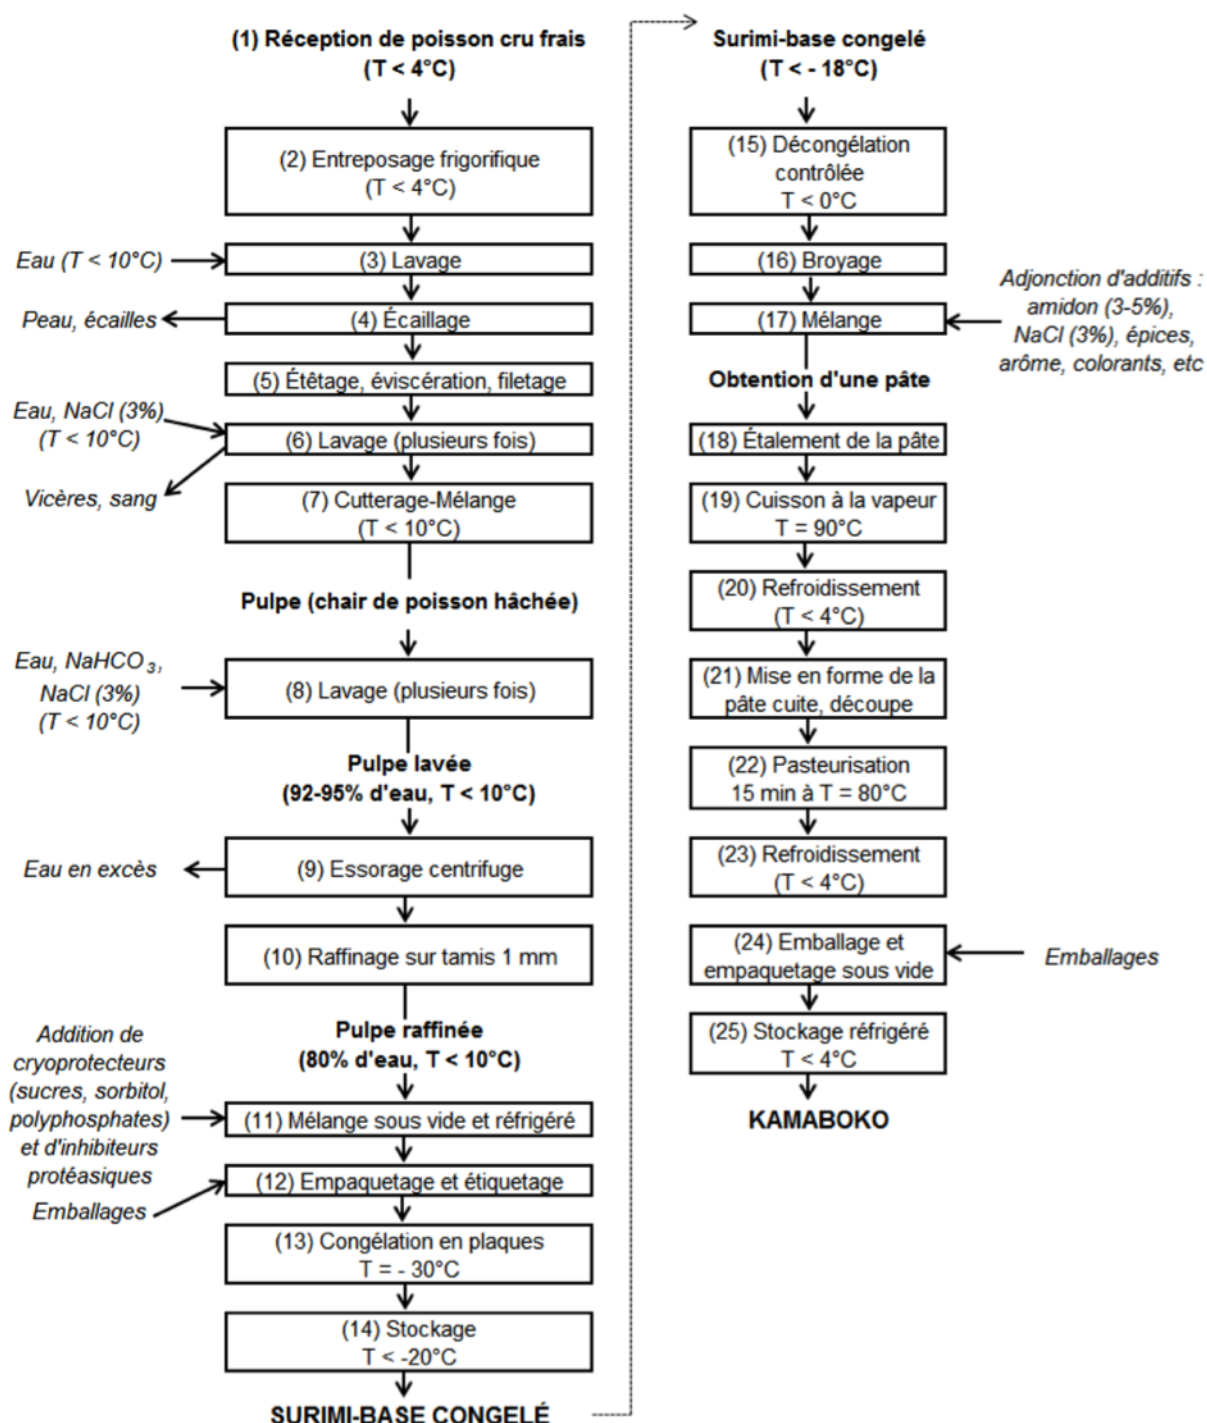 (1) Réception de poisson cru frais
(T < 4°C)
(2) Entreposage frigorifique
(T < 4°C)
Eau (T < 10°C)
(3) Lavage
Peau, écailles
(4) Écaillage
(5) Étêtage, éviscération, filetage
Eau, NaCl (3%)
(T < 10°C)
(6) Lavage (plusieurs fois)
Vicères, sang
(7) Cutterage-Mélange
(T < 10°C)
Pulpe (chair de poisson hâchée)
Eau, NaHCO3,
NaCl (3%)
(T < 10°C)
(8) Lavage (plusieurs fois)
Pulpe lavée
(92-95% d'eau, T < 10°C)
Eau en excès
(9) Essorage centrifuge
(10) Raffinage sur tamis 1 mm
Pulpe raffinée
(80% d'eau, T < 10°C)
Addition de
cryoprotecteurs
(sucres, sorbitol,
polyphosphates)
et d'inhibiteurs
protéasiques
(11) Mélange sous vide et réfrigéré
Emballages
(12) Empaquetage et étiquetage
(13) Congélation en plaques
T = - 30°C
(14) Stockage
T < -20°C
SURIMI-BASE CONGELÉ
Surimi-base congelé
(T < - 18°C)
(15) Décongélation
contrôlée
T < 0°C
(16) Broyage
Adjonction d'additifs :
amidon (3-5%),
NaCl (3%), épices,
arôme, colorants, etc
(17) Mélange
Obtention d'une pâte
(18) Étalement de la pâte
(19) Cuisson à la vapeur
T = 90°C
(20) Refroidissement
(T < 4°C)
(21) Mise en forme de la
pâte cuite, découpe
(22) Pasteurisation
15 min à T = 80°C
(23) Refroidissement
(T < 4°C)
(24) Emballage et
empaquetage sous vide
Emballages
(25) Stockage réfrigéré
T < 4°C
KAMABOKO